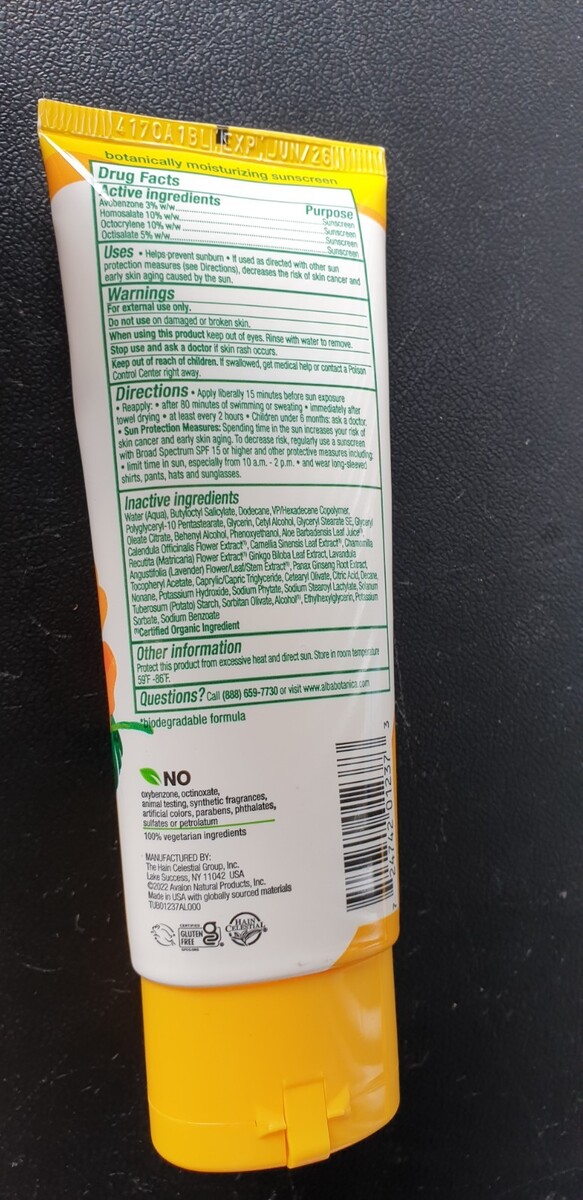 4170A1BL EXP JUN/26
botanically moisturizing sunscreen
Drug Facts
Active ingredients Purpose
Avobenzone 3% w/w Sunscreen
Homosalate 10% w/w Sunscreen
Octocrylene 10% w/w Sunscreen
Octisalate 5% w/w Sunscreen
Uses • Helps prevent sunburn • If used as directed with other sun
protection measures (see Directions), decreases the risk of skin cancer and
early skin aging caused by the sun.
Warnings
For external use only.
Do not use on damaged or broken skin.
When using this product keep out of eyes. Rinse with water to remove.
Stop use and ask a doctor if skin rash occurs.
Keep out of reach of children. If swallowed, get medical help or contact a Poison
Control Center right away.
Directions • Apply liberally 15 minutes before sun exposure
• Reapply: • after 80 minutes of swimming or sweating • immediately after
towel drying • at least every 2 hours • Children under 6 months: ask a doctor.
• Sun Protection Measures: Spending time in the sun increases your risk of
skin cancer and early skin aging. To decrease risk, regularly use a sunscreen
with Broad Spectrum SPF 15 or higher and other protective measures including:
• limit time in sun, especially from 10 a.m. - 2 p.m. • and wear long-sleeved
shirts, pants, hats and sunglasses.
Inactive ingredients
Water (Aqua), Butyloctyl Salicylate, Dodecane, VP/Hexadecene Copolymer,
Polyglyceryl-10 Pentastearate, Glycerin, Cetyl Alcohol, Glyceryl Stearate SE, Glyceryl
Oleate Citrate, Behenyl Alcohol, Phenoxyethanol, Aloe Barbadensis Leaf Juice⁽¹⁾
Calendula Officinalis Flower Extract⁽¹⁾, Camellia Sinensis Leaf Extract⁽¹⁾, Chamomilla
Recutita (Matricaria) Flower Extract⁽¹⁾ Ginkgo Biloba Leaf Extract, Lavandula
Angustifolia (Lavender) Flower/Leaf/Stem Extract⁽¹⁾, Panax Ginseng Root Extract,
Tocopheryl Acetate, Caprylic/Capric Triglyceride, Cetearyl Olivate, Citric Acid, Decane,
Nonane, Potassium Hydroxide, Sodium Phytate, Sodium Stearoyl Lactylate, Solanum
Tuberosum (Potato) Starch, Sorbitan Olivate, Alcohol⁽¹⁾, Ethylhexylglycerin, Potassium
Sorbate, Sodium Benzoate
⁽¹⁾Certified Organic Ingredient
Other information
Protect this product from excessive heat and direct sun. Store in room temperature
59°F -86°F.
Questions? Call (888) 659-7730 or visit www.albabotanica.com
*biodegradable formula
NO
oxybenzone, octinoxate,
animal testing, synthetic fragrances,
artificial colors, parabens, phthalates,
sulfates or petrolatum
100% vegetarian ingredients
MANUFACTURED BY:
The Hain Celestial Group, Inc.
Lake Success, NY 11042 USA
©2022 Avalon Natural Products, Inc.
Made in USA with globally sourced materials
TUB01237AL000
CERTIFIED
GLUTEN
FREE
HAIN
CELESTIAL
7 24742 01237 3